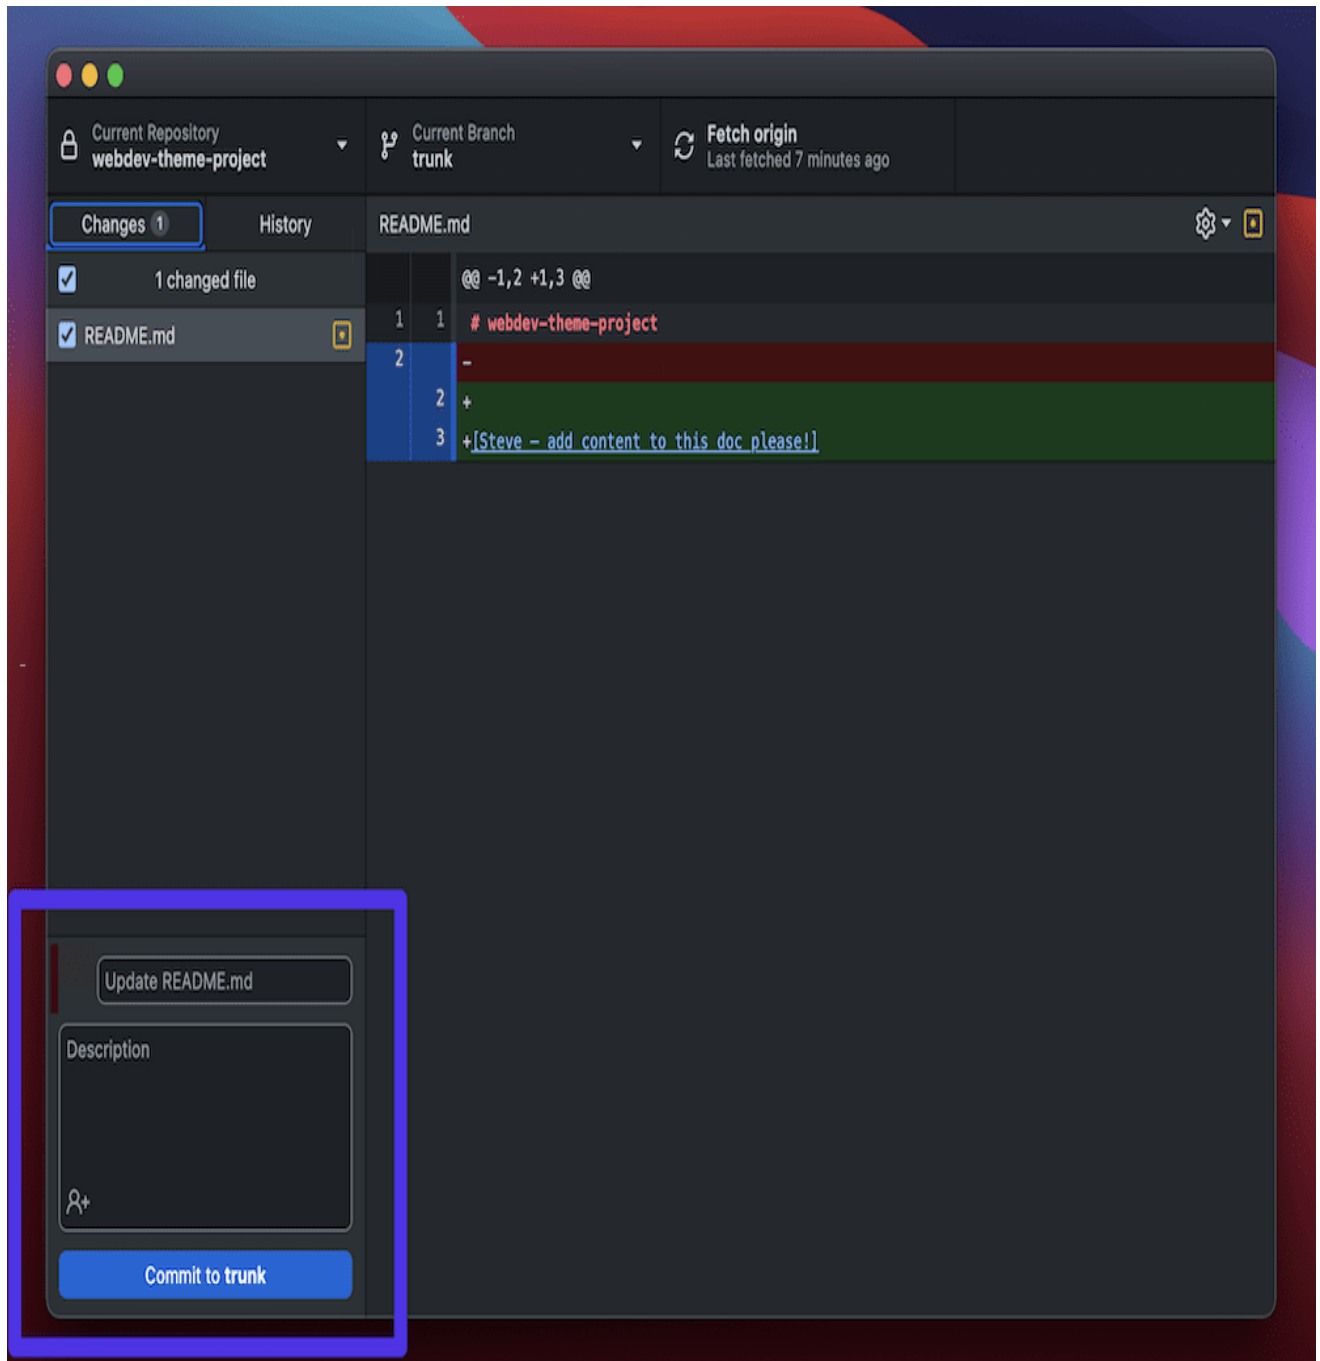 Current Repository
webdev-theme-project
Current Branch
trunk
Fetch origin
Last fetched 7 minutes ago
Changes 1
History
README.md
1 changed file
README.md
@@ -1,2 +1,3 @@
1 1 # webdev-theme-project
2 -
2 +
3 +[Steve – add content to this doc please!]
Update README.md
Description
Commit to trunk